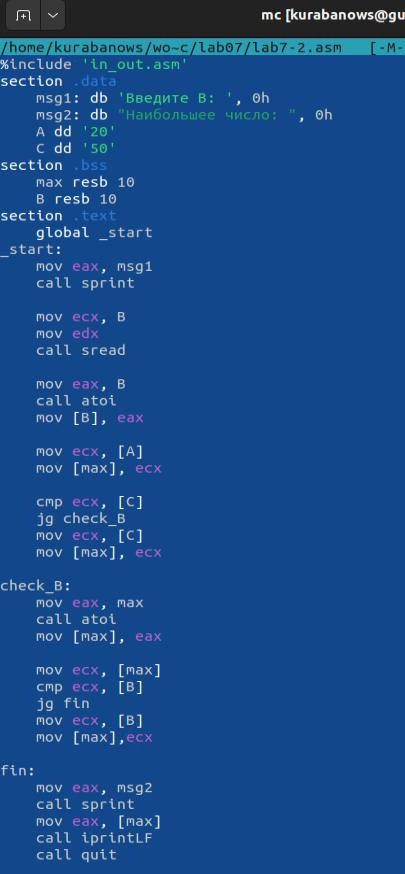 mc [kurabanows@gu
/home/kurabanows/wo~c/lab07/lab7-2.asm   [-M-
%include 'in_out.asm'
section .data
    msg1: db 'Введите В: ', 0h
    msg2: db "Наибольшее число: ", 0h
    A dd '20'
    C dd '50'
section .bss
    max resb 10
    B resb 10
section .text
    global _start
_start:
    mov eax, msg1
    call sprint

    mov ecx, B
    mov edx
    call sread

    mov eax, B
    call atoi
    mov [B], eax

    mov ecx, [A]
    mov [max], ecx

    cmp ecx, [C]
    jg check_B
    mov ecx, [C]
    mov [max], ecx

check_B:
    mov eax, max
    call atoi
    mov [max], eax

    mov ecx, [max]
    cmp ecx, [B]
    jg fin
    mov ecx, [B]
    mov [max],ecx

fin:
    mov eax, msg2
    call sprint
    mov eax, [max]
    call iprintLF
    call quit